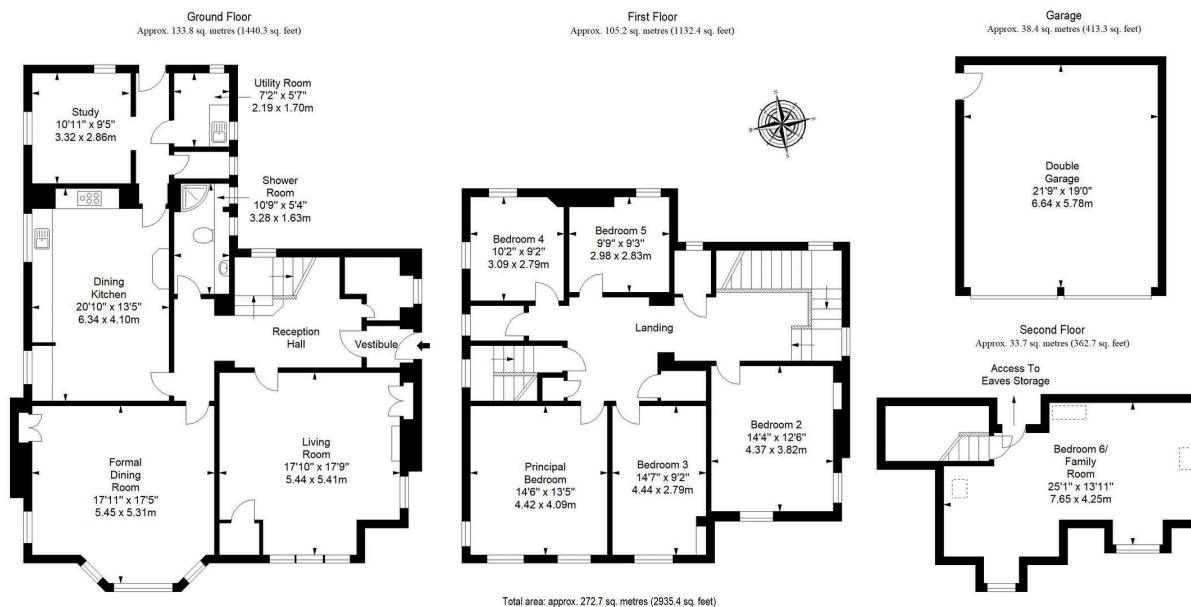 Ground Floor
Approx. 133.8 sq. metres (1440.3 sq. feet)
Utility Room
7'2" x 5'7"
2.19 x 1.70m
Study
10'11" x 9'5"
3.32 x 2.86m
Shower
Room
10'9" x 5'4"
3.28 x 1.63m
Dining
Kitchen
20'10" x 13'5"
6.34 x 4.10m
Reception
Hall
Vestibule
Formal
Dining
Room
17'11" x 17'5"
5.45 x 5.31m
Living
Room
17'10" x 17'9"
5.44 x 5.41m
First Floor
Approx. 105.2 sq. metres (1132.4 sq. feet)
Bedroom 4
10'2" x 9'2"
3.09 x 2.79m
Bedroom 5
9'9" x 9'3"
2.98 x 2.83m
Landing
Bedroom 2
14'4" x 12'6"
4.37 x 3.82m
Principal
Bedroom
14'6" x 13'5"
4.42 x 4.09m
Bedroom 3
14'7" x 9'2"
4.44 x 2.79m
Garage
Approx. 38.4 sq. metres (413.3 sq. feet)
Double
Garage
21'9" x 19'0"
6.64 x 5.78m
Second Floor
Approx. 33.7 sq. metres (362.7 sq. feet)
Access To
Eaves Storage
Bedroom 6/
Family
Room
25'1" x 13'11"
7.65 x 4.25m
Total area: approx. 272.7 sq. metres (2935.4 sq. feet)